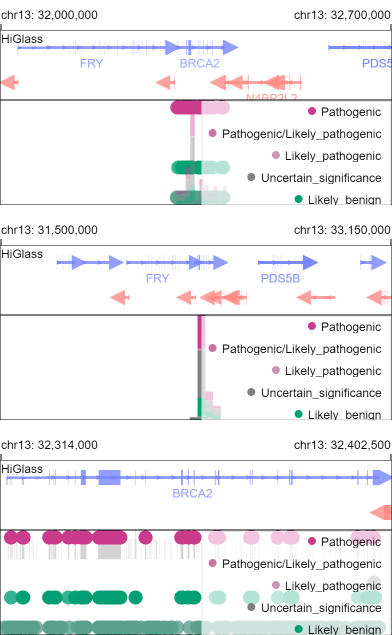 chr13: 32,000,000 chr13: 32,700,000
HiGlass
FRY BRCA2 PDS5
N4BP2L2
Pathogenic
Pathogenic/Likely_pathogenic
Likely_pathogenic
Uncertain_significance
Likely_benign
chr13: 31,500,000 chr13: 33,150,000
HiGlass
FRY PDS5B
Pathogenic
Pathogenic/Likely_pathogenic
Likely_pathogenic
Uncertain_significance
Likely_benign
chr13: 32,314,000 chr13: 32,402,500
HiGlass
BRCA2
Pathogenic
Pathogenic/Likely_pathogenic
Likely_pathogenic
Uncertain_significance
Likely_benign